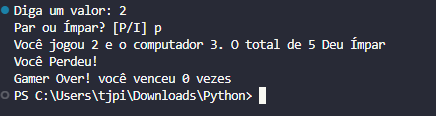 Diga um valor: 2
Par ou Ímpar? [P/I] p
Você jogou 2 e o computador 3. O total de 5 Deu Ímpar
Você Perdeu!
Gamer Over! você venceu 0 vezes
PS C:\Users\tjpi\Downloads\Python>